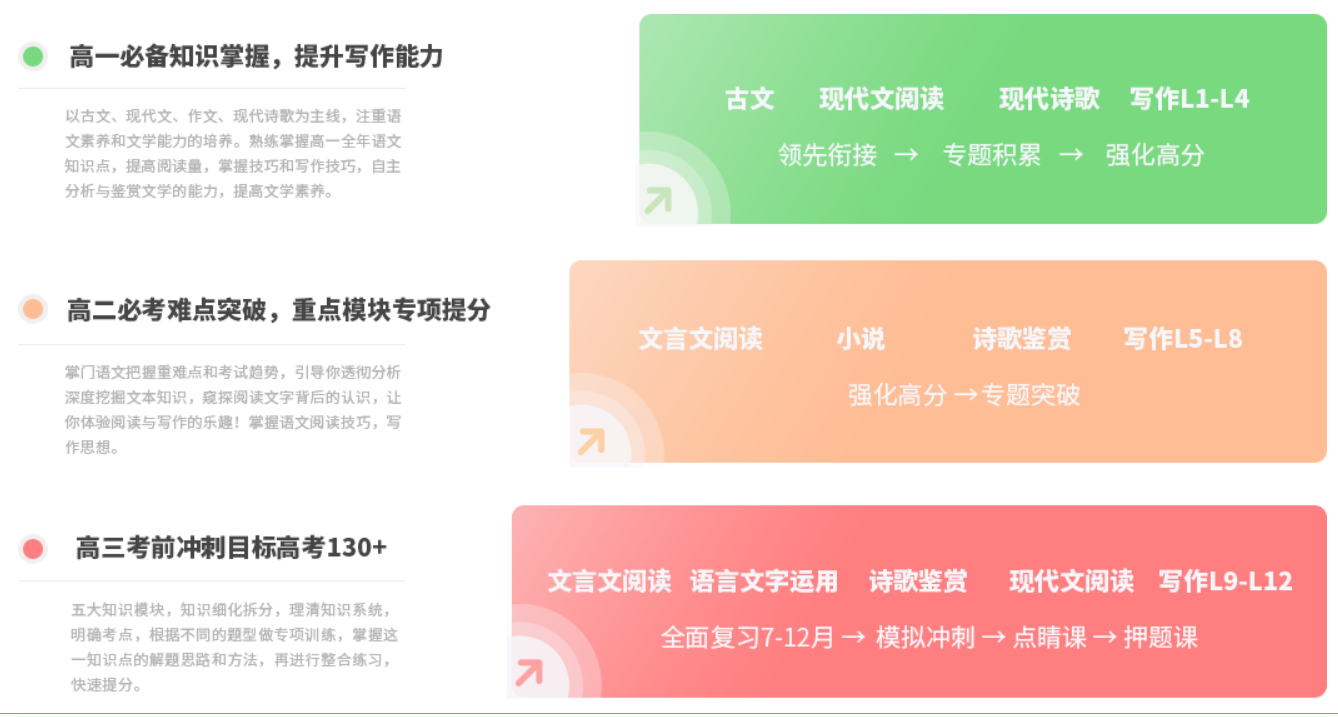 高一必备知识掌握，提升写作能力
以古文、现代文、作文、现代诗歌为主线，注重语
文素养和文学能力的培养。熟练掌握高一全年语文
知识点，提高阅读量，掌握技巧和写作技巧，自主
分析与鉴赏文学的能力，提高文学素养。
古文 现代文阅读 现代诗歌 写作L1-L4
领先衔接 → 专题积累 → 强化高分
高二必考难点突破，重点模块专项提分
掌门语文把握重难点和考试趋势，引导你透彻分析
深度挖掘文本知识，窥探阅读文字背后的认识，让
你体验阅读与写作的乐趣！掌握语文阅读技巧，写
作思想。
文言文阅读 小说 诗歌鉴赏 写作L5-L8
强化高分 → 专题突破
高三考前冲刺目标高考130+
五大知识模块，知识细化拆分，理清知识系统，
明确考点，根据不同的题型做专项训练，掌握这
一知识点的解题思路和方法，再进行整合练习，
快速提分。
文言文阅读 语言文字运用 诗歌鉴赏 现代文阅读 写作L9-L12
全面复习7-12月 → 模拟冲刺 → 点睛课 → 押题课